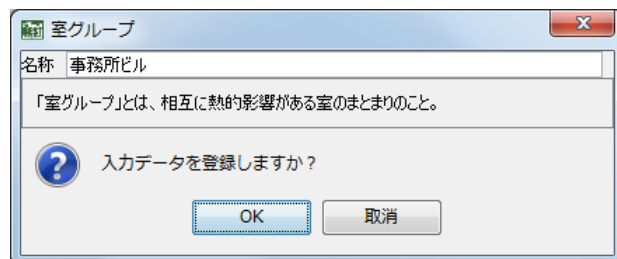 室グループ
名称 事務所ビル
「室グループ」とは、相互に熱的影響がある室のまとまりのこと。
入力データを登録しますか？
OK 取消